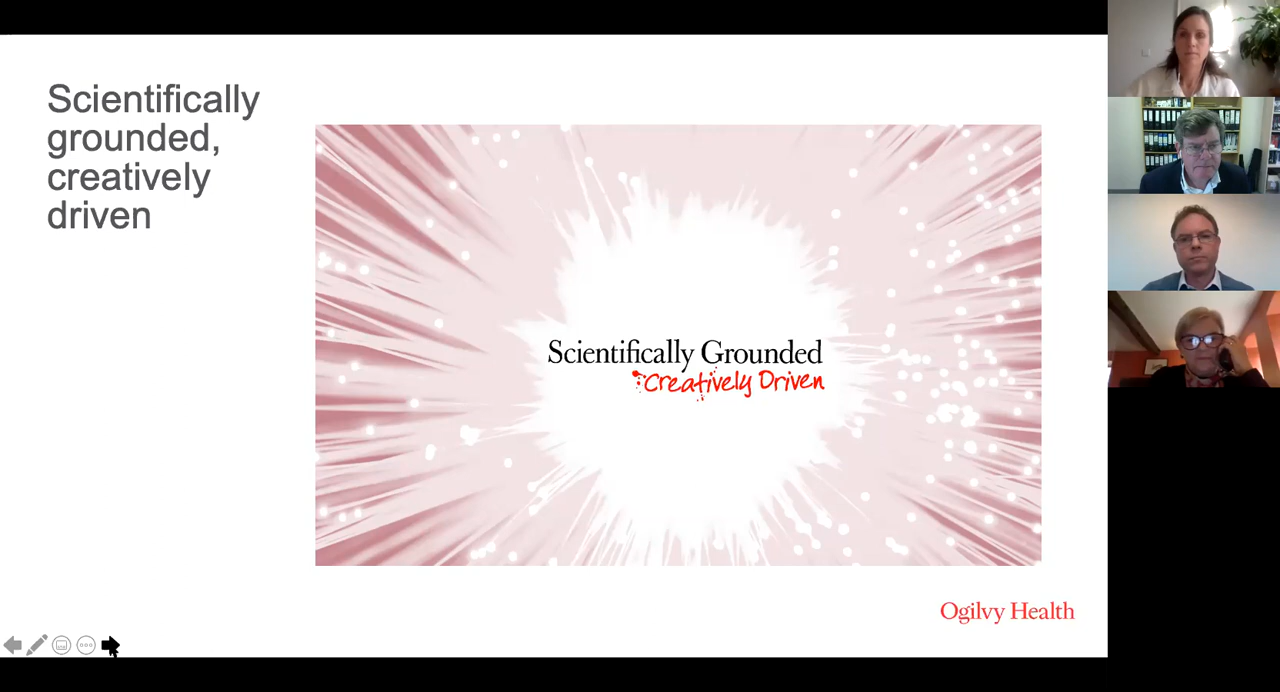 Scientifically
grounded,
creatively
driven
Scientifically Grounded
Creatively Driven
Ogilvy Health